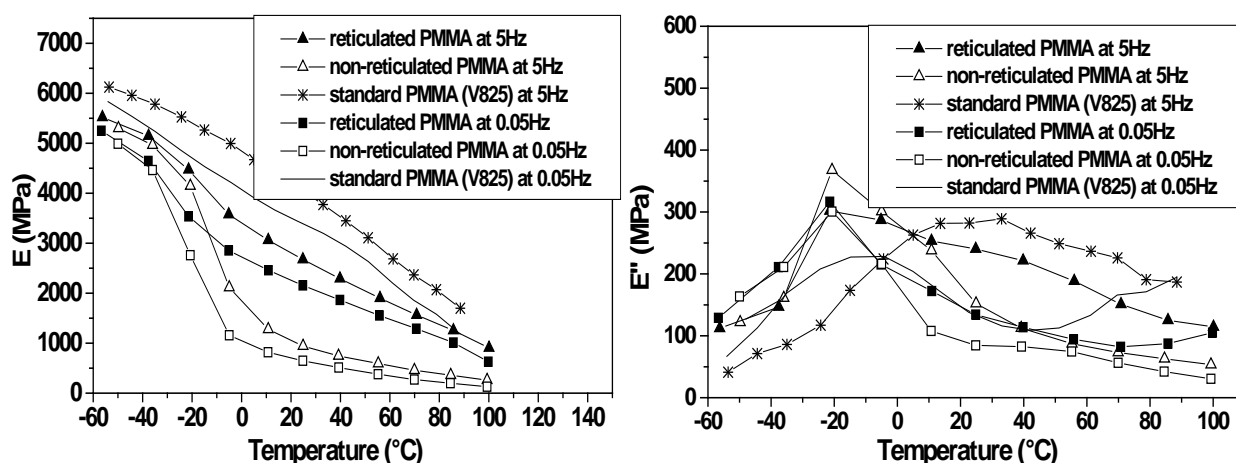 7000
6000
5000
4000
3000
2000
1000
0
E (MPa)
-60 -40 -20 0 20 40 60 80 100 120 140
Temperature (°C)
reticulated PMMA at 5Hz
non-reticulated PMMA at 5Hz
standard PMMA (V825) at 5Hz
reticulated PMMA at 0.05Hz
non-reticulated PMMA at 0.05Hz
standard PMMA (V825) at 0.05Hz
600
500
400
300
200
100
0
E'' (MPa)
-60 -40 -20 0 20 40 60 80 100
Temperature (°C)
reticulated PMMA at 5Hz
non-reticulated PMMA at 5Hz
standard PMMA (V825) at 5Hz
reticulated PMMA at 0.05Hz
non-reticulated PMMA at 0.05Hz
standard PMMA (V825) at 0.05Hz